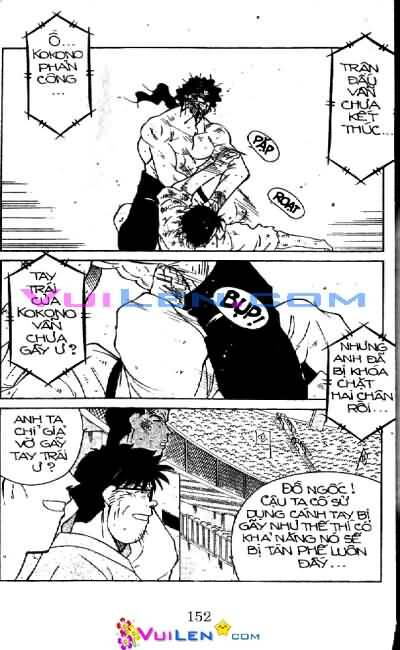 Ồ...
KOKONO
PHẢN
CÔNG
...
TRẬN
ĐẤU
VẪN
CHƯA
KẾT
THÚC...
PẶP
ROẠT
TAY
TRÁI
CỦA
KOKONO
VẪN
CHƯA
GÃY Ư?
BỤP!
NHƯNG
ANH ĐÃ
BỊ KHÓA
CHẶT
HAI CHÂN
RỒI...
VuiLen.com
ANH TA
CHỈ GIẢ
VỜ GÃY
TAY TRÁI
Ư?
ĐỒ NGỐC!
CẬU TA CỐ SỬ
DỤNG CÁNH TAY BỊ
GÃY NHƯ THẾ THÌ CÓ
KHẢ NĂNG NÓ SẼ
BỊ TÀN PHẾ LUÔN
ĐẤY...
152
VuiLen.com